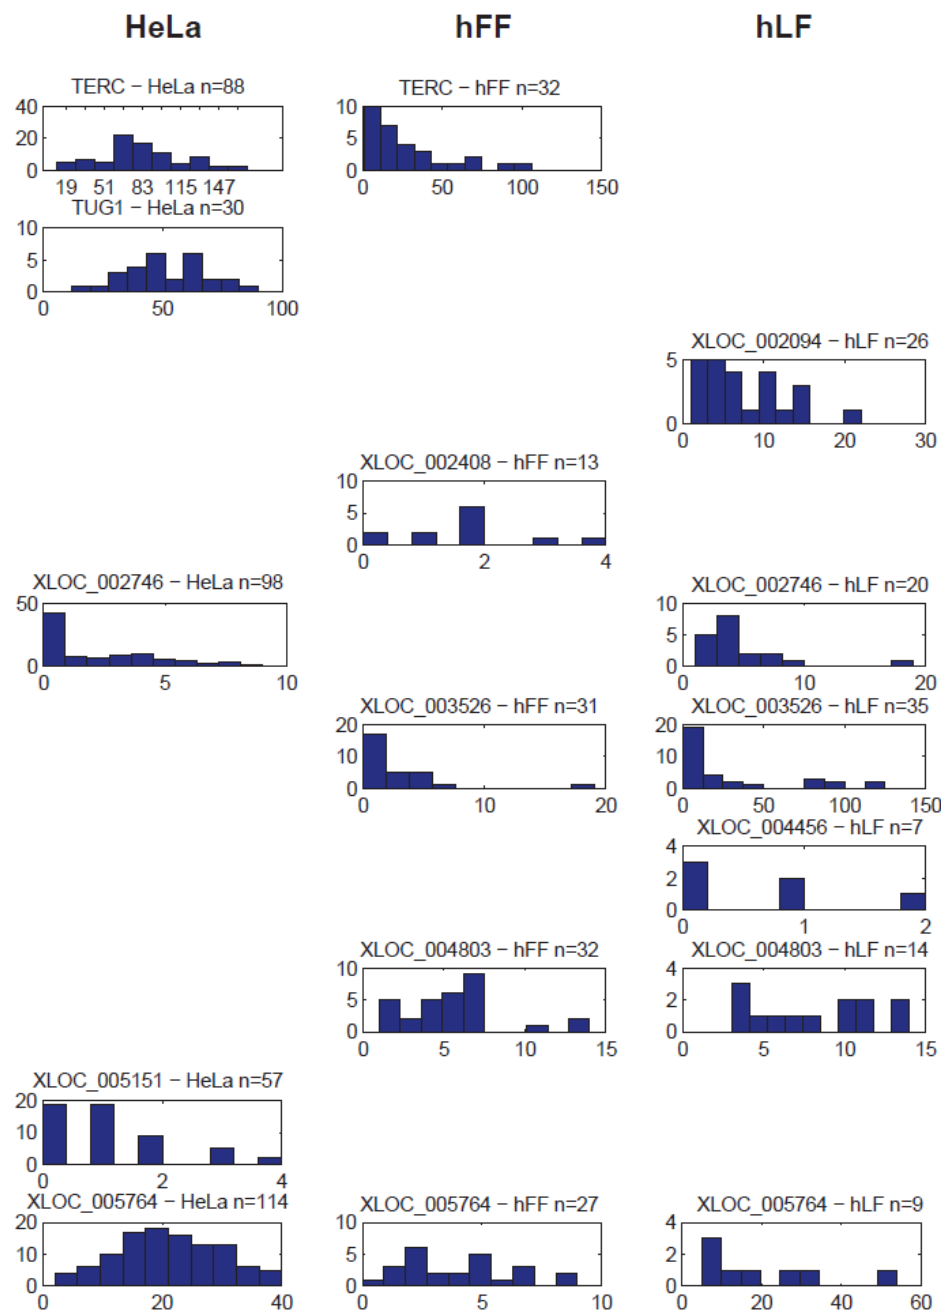 HeLa hFF hLF
TERC − HeLa n=88 TERC − hFF n=32
40 20 0 10 5 0
19 51 83 115 147 0 50 100 150
TUG1 − HeLa n=30
10 5 0
0 50 100
XLOC_002094 − hLF n=26
5 0
0 10 20 30
XLOC_002408 − hFF n=13
10 5 0
0 2 4
XLOC_002746 − HeLa n=98 XLOC_002746 − hLF n=20
50 0 10 5 0
0 5 10 0 10 20
XLOC_003526 − hFF n=31 XLOC_003526 − hLF n=35
20 10 0 20 10 0
0 10 20 0 50 100 150
XLOC_004456 − hLF n=7
4 2 0
0 1 2
XLOC_004803 − hFF n=32 XLOC_004803 − hLF n=14
10 5 0 4 2 0
0 5 10 15 0 5 10 15
XLOC_005151 − HeLa n=57
20 10 0
0 2 4
XLOC_005764 − HeLa n=114 XLOC_005764 − hFF n=27 XLOC_005764 − hLF n=9
20 10 0 10 5 0 4 2 0
0 20 40 0 5 10 0 20 40 60